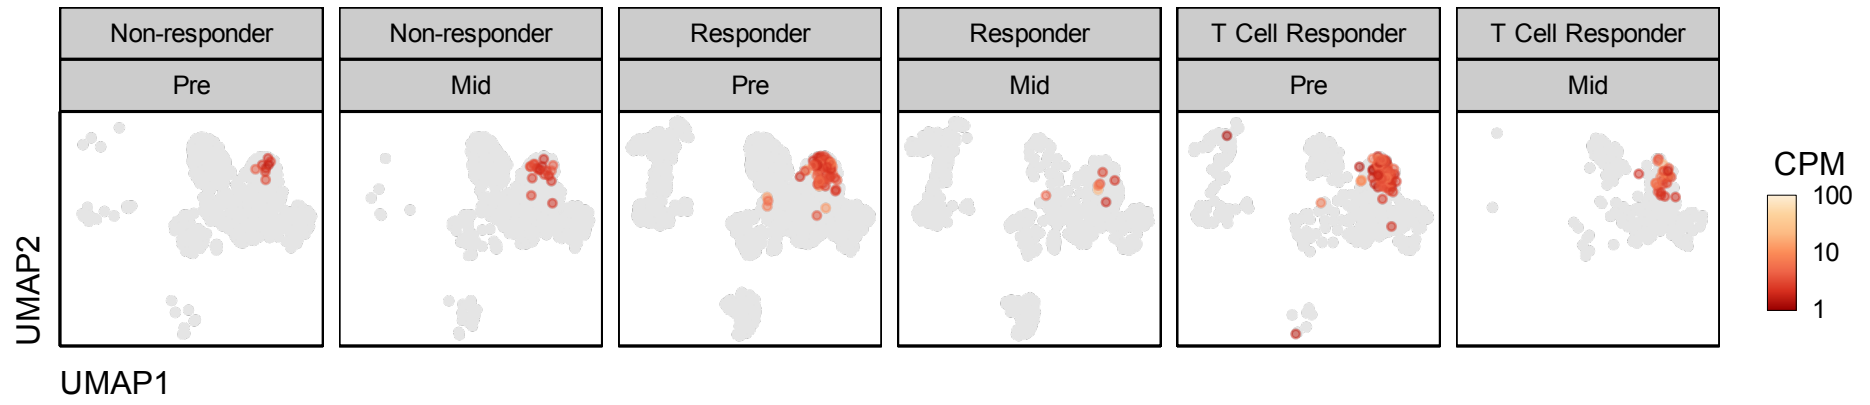 Non-responder
Non-responder
Responder
Responder
T Cell Responder
T Cell Responder
Pre
Mid
Pre
Mid
Pre
Mid
UMAP2
UMAP1
CPM
100
10
1